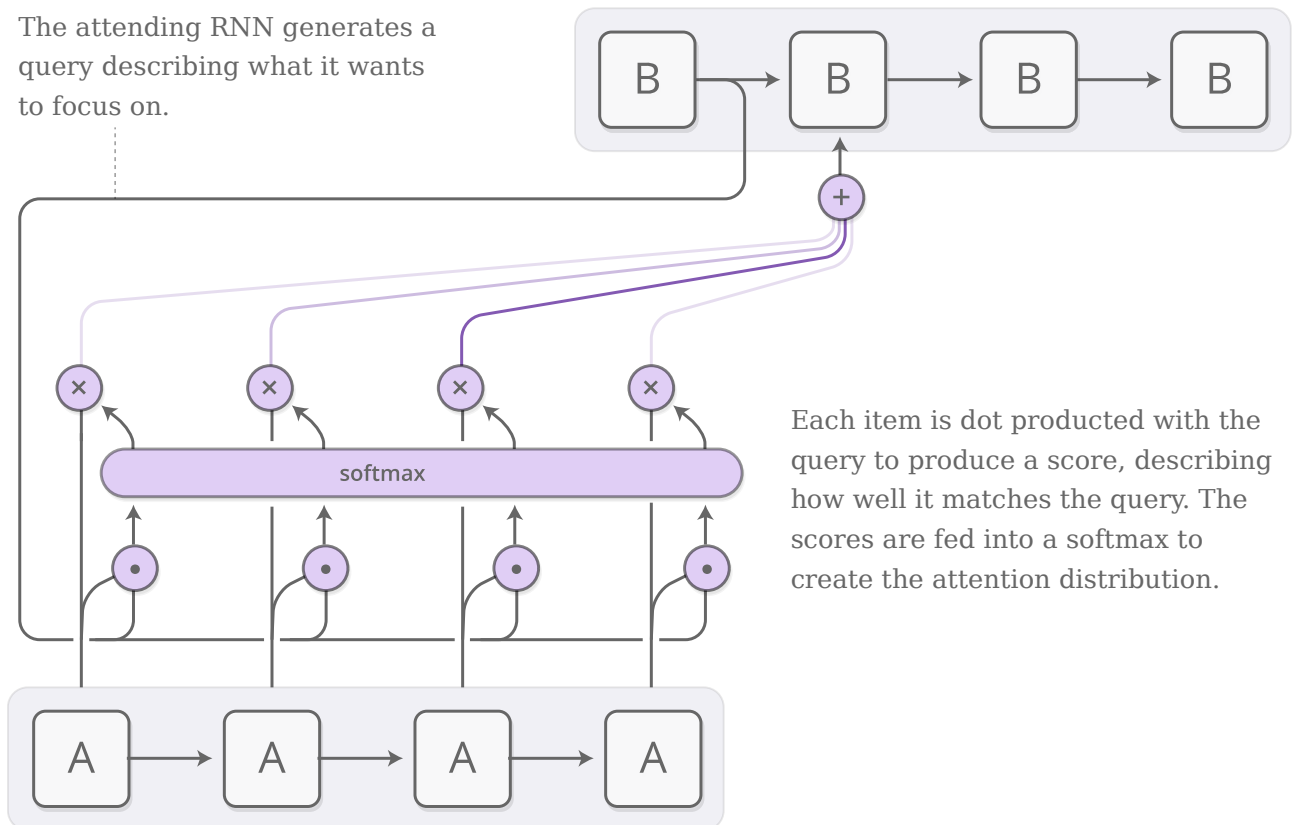 The attending RNN generates a
query describing what it wants
to focus on.
B B B B
+
× × × ×
softmax
Each item is dot producted with the
query to produce a score, describing
how well it matches the query. The
scores are fed into a softmax to
create the attention distribution.
• • • •
A A A A